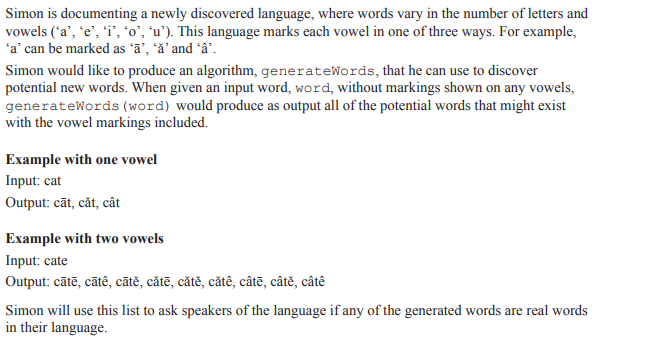 Simon is documenting a newly discovered language, where words vary in the number of letters and
vowels (‘a’, ‘e’, ‘i’, ‘o’, ‘u’). This language marks each vowel in one of three ways. For example,
‘a’ can be marked as ‘ā’, ‘ă’ and ‘â’.
Simon would like to produce an algorithm, generateWords, that he can use to discover
potential new words. When given an input word, word, without markings shown on any vowels,
generateWords(word) would produce as output all of the potential words that might exist
with the vowel markings included.
Example with one vowel
Input: cat
Output: cāt, căt, cât
Example with two vowels
Input: cate
Output: cātē, cātê, cātĕ, cătē, cătĕ, cătê, câtē, câtĕ, câtê
Simon will use this list to ask speakers of the language if any of the generated words are real words
in their language.